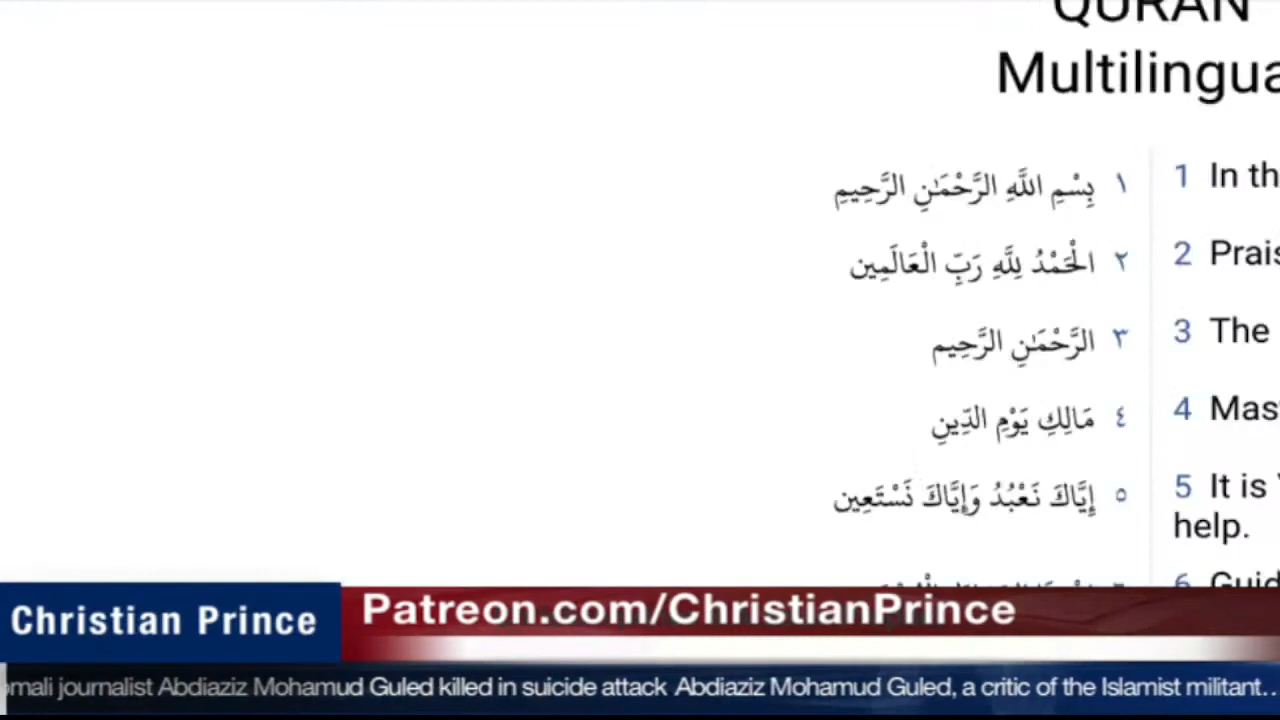 QURAN
Multilingua
١ بِسْمِ اللَّهِ الرَّحْمَٰنِ الرَّحِيمِ
1 In th
٢ الْحَمْدُ لِلَّهِ رَبِّ الْعَالَمِين
2 Prais
٣ الرَّحْمَٰنِ الرَّحِيم
3 The
٤ مَالِكِ يَوْمِ الدِّينِ
4 Mas
٥ إِيَّاكَ نَعْبُدُ وَإِيَّاكَ نَسْتَعِين
5 It is
help.
6 Guid
Christian Prince
Patreon.com/ChristianPrince
omali journalist Abdiaziz Mohamud Guled killed in suicide attack Abdiaziz Mohamud Guled, a critic of the Islamist militant…